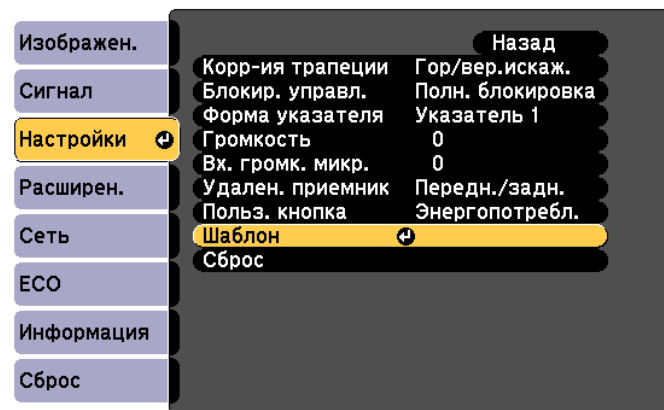 Изображен.
Сигнал
Настройки
Расширен.
Сеть
ECO
Информация
Сброс
Назад
Корр-ия трапеции Гор/вер.искаж.
Блокир. управл. Полн. блокировка
Форма указателя Указатель 1
Громкость 0
Вх. громк. микр. 0
Удален. приемник Передн./задн.
Польз. кнопка Энергопотребл.
Шаблон
Сброс